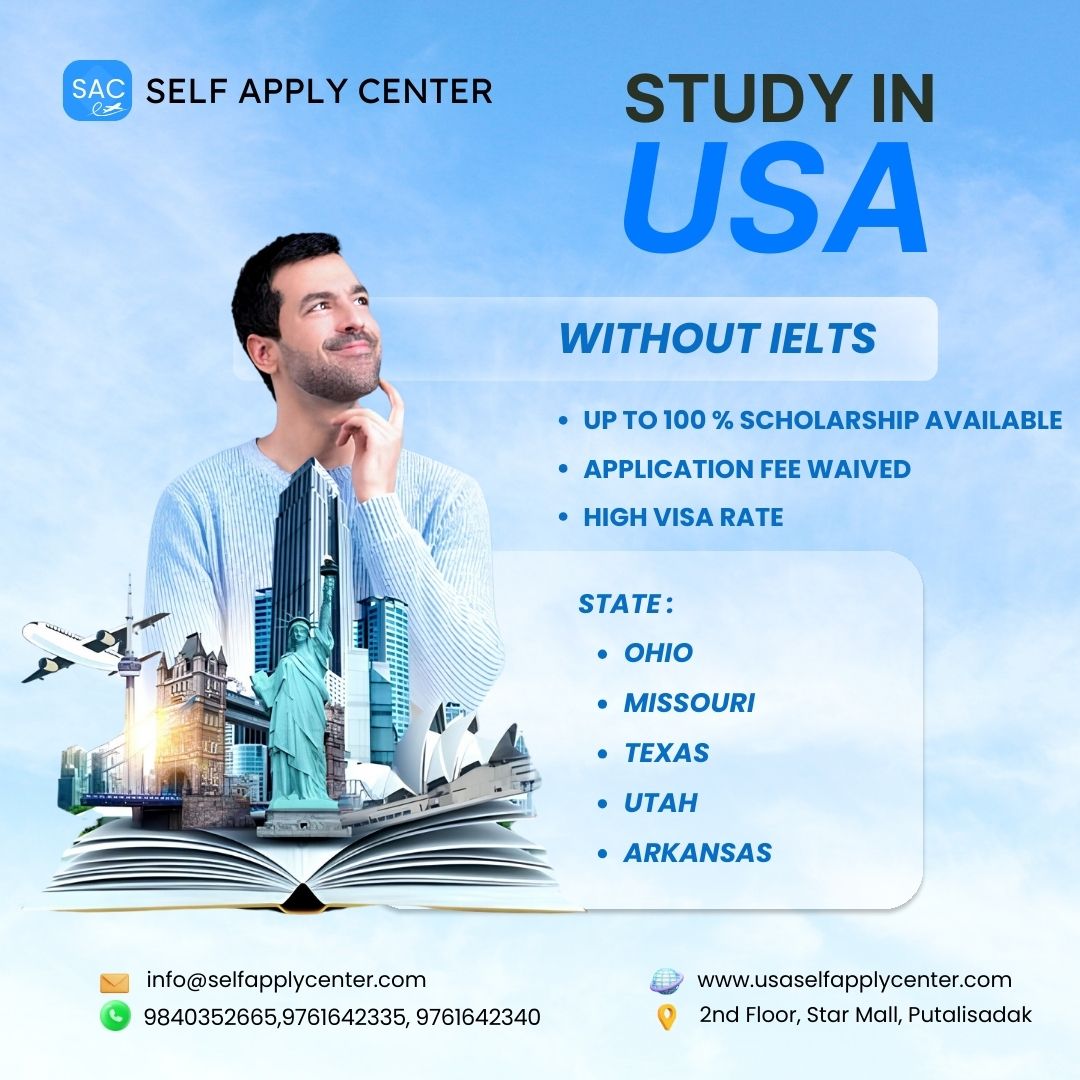 SAC
SELF APPLY CENTER
STUDY IN
USA
WITHOUT IELTS
• UP TO 100 % SCHOLARSHIP AVAILABLE
• APPLICATION FEE WAIVED
• HIGH VISA RATE
STATE :
• OHIO
• MISSOURI
• TEXAS
• UTAH
• ARKANSAS
info@selfapplycenter.com
9840352665,9761642335, 9761642340
www.usaselfapplycenter.com
2nd Floor, Star Mall, Putalisadak